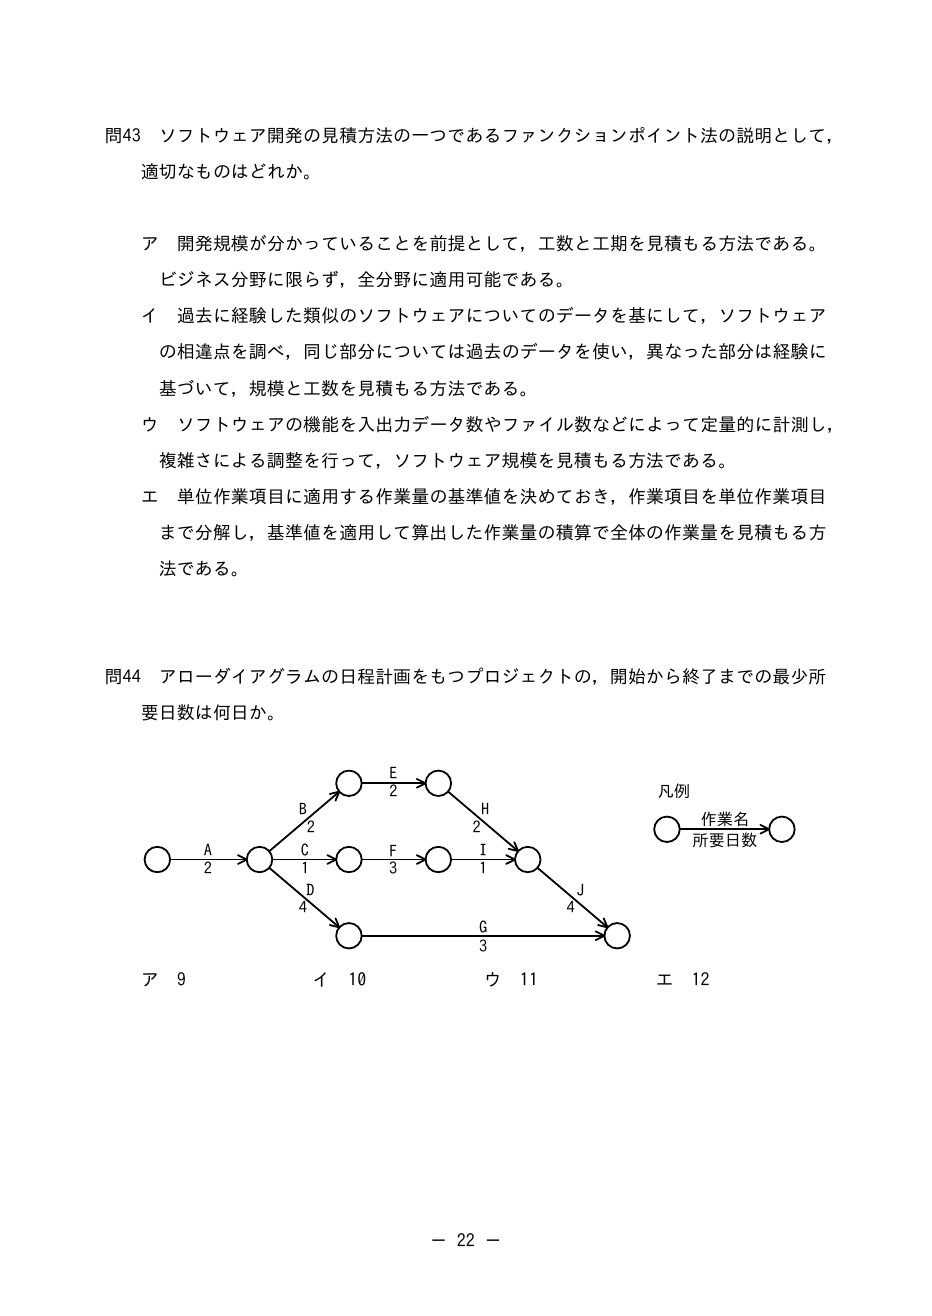 問43　ソフトウェア開発の見積方法の一つであるファンクションポイント法の説明として，
適切なものはどれか。
ア　開発規模が分かっていることを前提として，工数と工期を見積もる方法である。
ビジネス分野に限らず，全分野に適用可能である。
イ　過去に経験した類似のソフトウェアについてのデータを基にして，ソフトウェア
の相違点を調べ，同じ部分については過去のデータを使い，異なった部分は経験に
基づいて，規模と工数を見積もる方法である。
ウ　ソフトウェアの機能を入出力データ数やファイル数などによって定量的に計測し，
複雑さによる調整を行って，ソフトウェア規模を見積もる方法である。
エ　単位作業項目に適用する作業量の基準値を決めておき，作業項目を単位作業項目
まで分解し，基準値を適用して算出した作業量の積算で全体の作業量を見積もる方
法である。
問44　アローダイアグラムの日程計画をもつプロジェクトの，開始から終了までの最少所
要日数は何日か。
E
2
B
2
H
2
A
2
C
1
F
3
I
1
D
4
J
4
G
3
凡例
作業名
所要日数
ア　9　イ　10　ウ　11　エ　12
－ 22 －